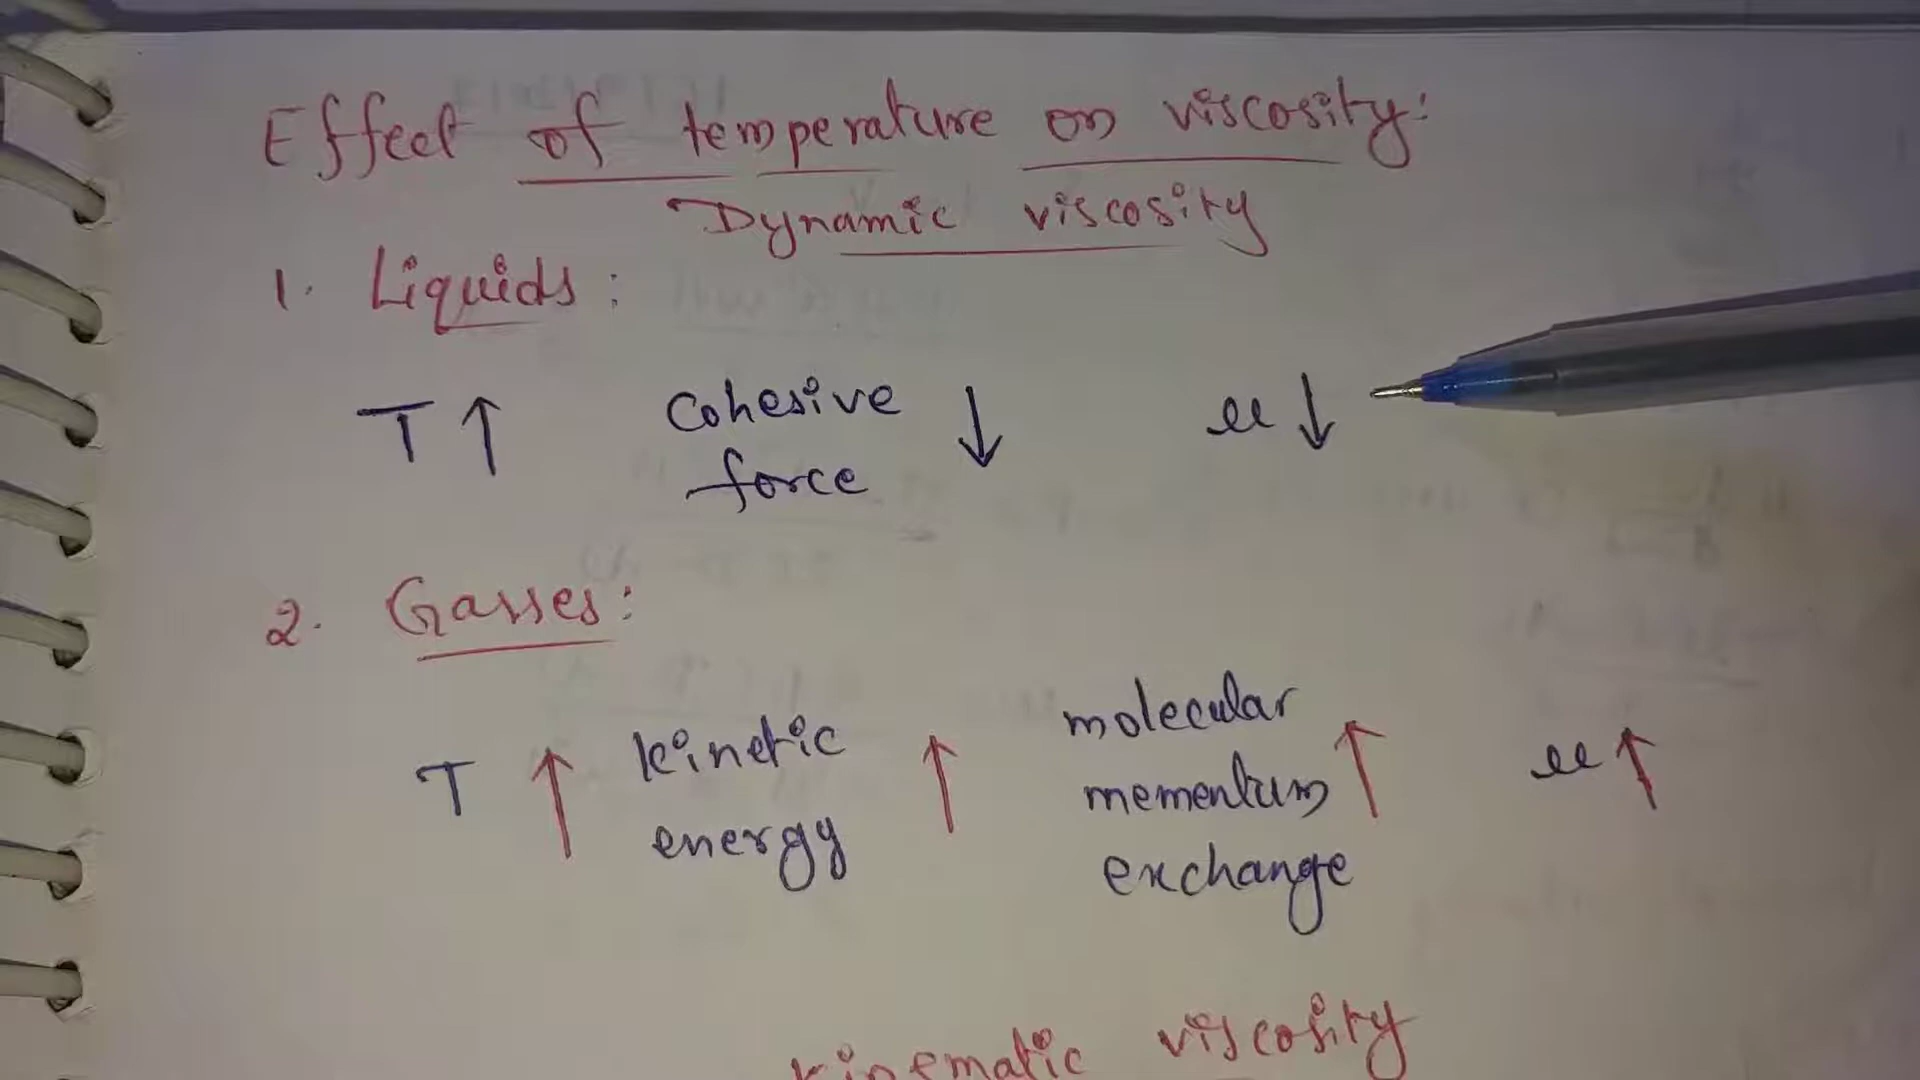 Effect of temperature on viscosity:
Dynamic viscosity
1. Liquids:
T ↑ Cohesive force ↓ μ ↓
2. Gasses:
T ↑ kinetic energy ↑ molecular mementum exchange ↑ μ ↑
kinematic viscosity